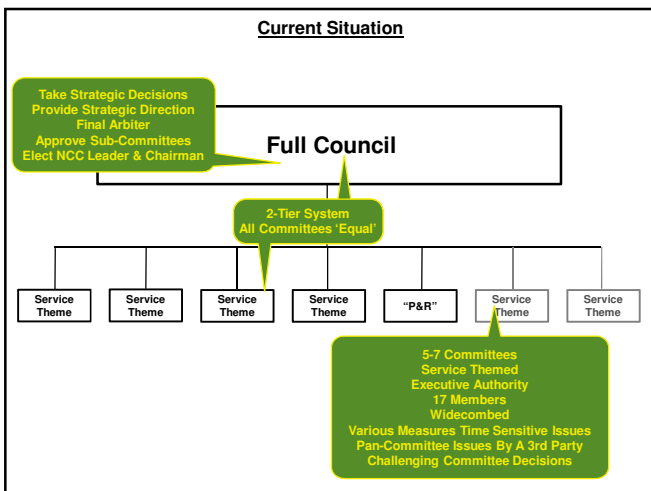 Current Situation
Take Strategic Decisions
Provide Strategic Direction
Final Arbiter
Approve Sub-Committees
Elect NCC Leader & Chairman
Full Council
2-Tier System
All Committees ‘Equal’
Service
Theme
Service
Theme
Service
Theme
Service
Theme
“P&R”
Service
Theme
Service
Theme
5-7 Committees
Service Themed
Executive Authority
17 Members
Widecombed
Various Measures Time Sensitive Issues
Pan-Committee Issues By A 3rd Party
Challenging Committee Decisions